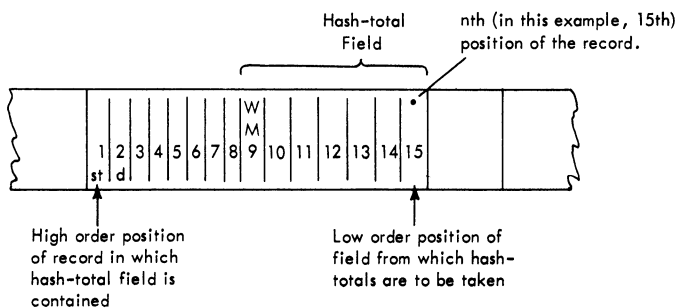 Hash-total
Field
nth (in this example, 15th)
position of the record.
W
M
1 2 3 4 5 6 7 8 9 10 11 12 13 14 15
st d
High order position
of record in which
hash-total field is
contained
Low order position of
field from which hash-
totals are to be taken